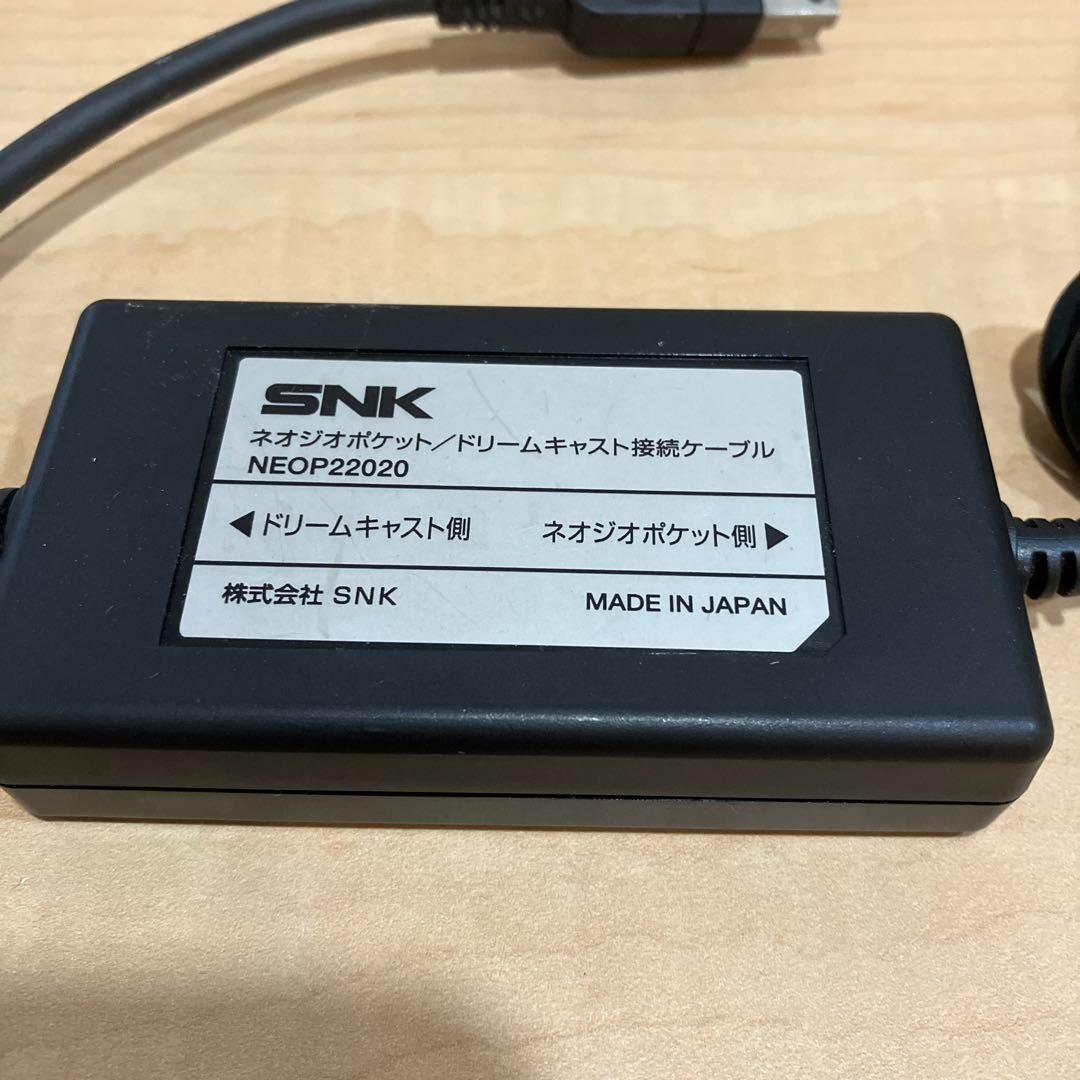 SNK
ネオジオポケット／ドリームキャスト接続ケーブル
NEOP22020
◀ドリームキャスト側 ネオジオポケット側▶
株式会社 SNK MADE IN JAPAN